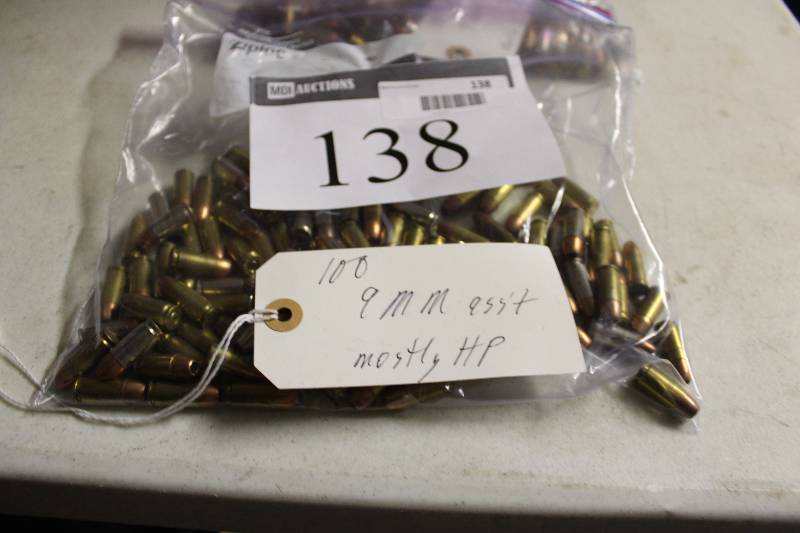 MDI AUCTIONS
138
138
100
9MM ass't
mostly HP